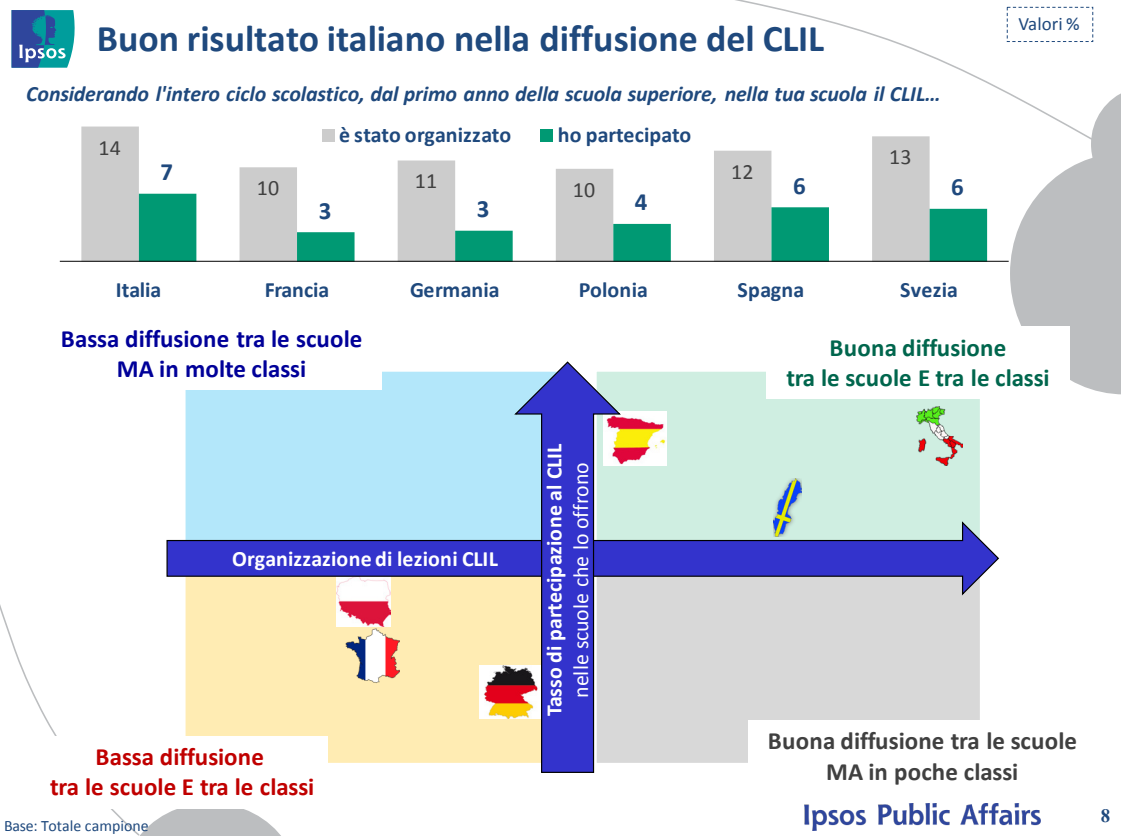 Ipsos
Buon risultato italiano nella diffusione del CLIL
Valori %
Considerando l'intero ciclo scolastico, dal primo anno della scuola superiore, nella tua scuola il CLIL…
è stato organizzato
ho partecipato
14
7
10
3
11
3
10
4
12
6
13
6
Italia
Francia
Germania
Polonia
Spagna
Svezia
Bassa diffusione tra le scuole
MA in molte classi
Buona diffusione
tra le scuole E tra le classi
Organizzazione di lezioni CLIL
Tasso di partecipazione al CLIL
nelle scuole che lo offrono
Bassa diffusione
tra le scuole E tra le classi
Buona diffusione tra le scuole
MA in poche classi
Base: Totale campione
Ipsos Public Affairs
8